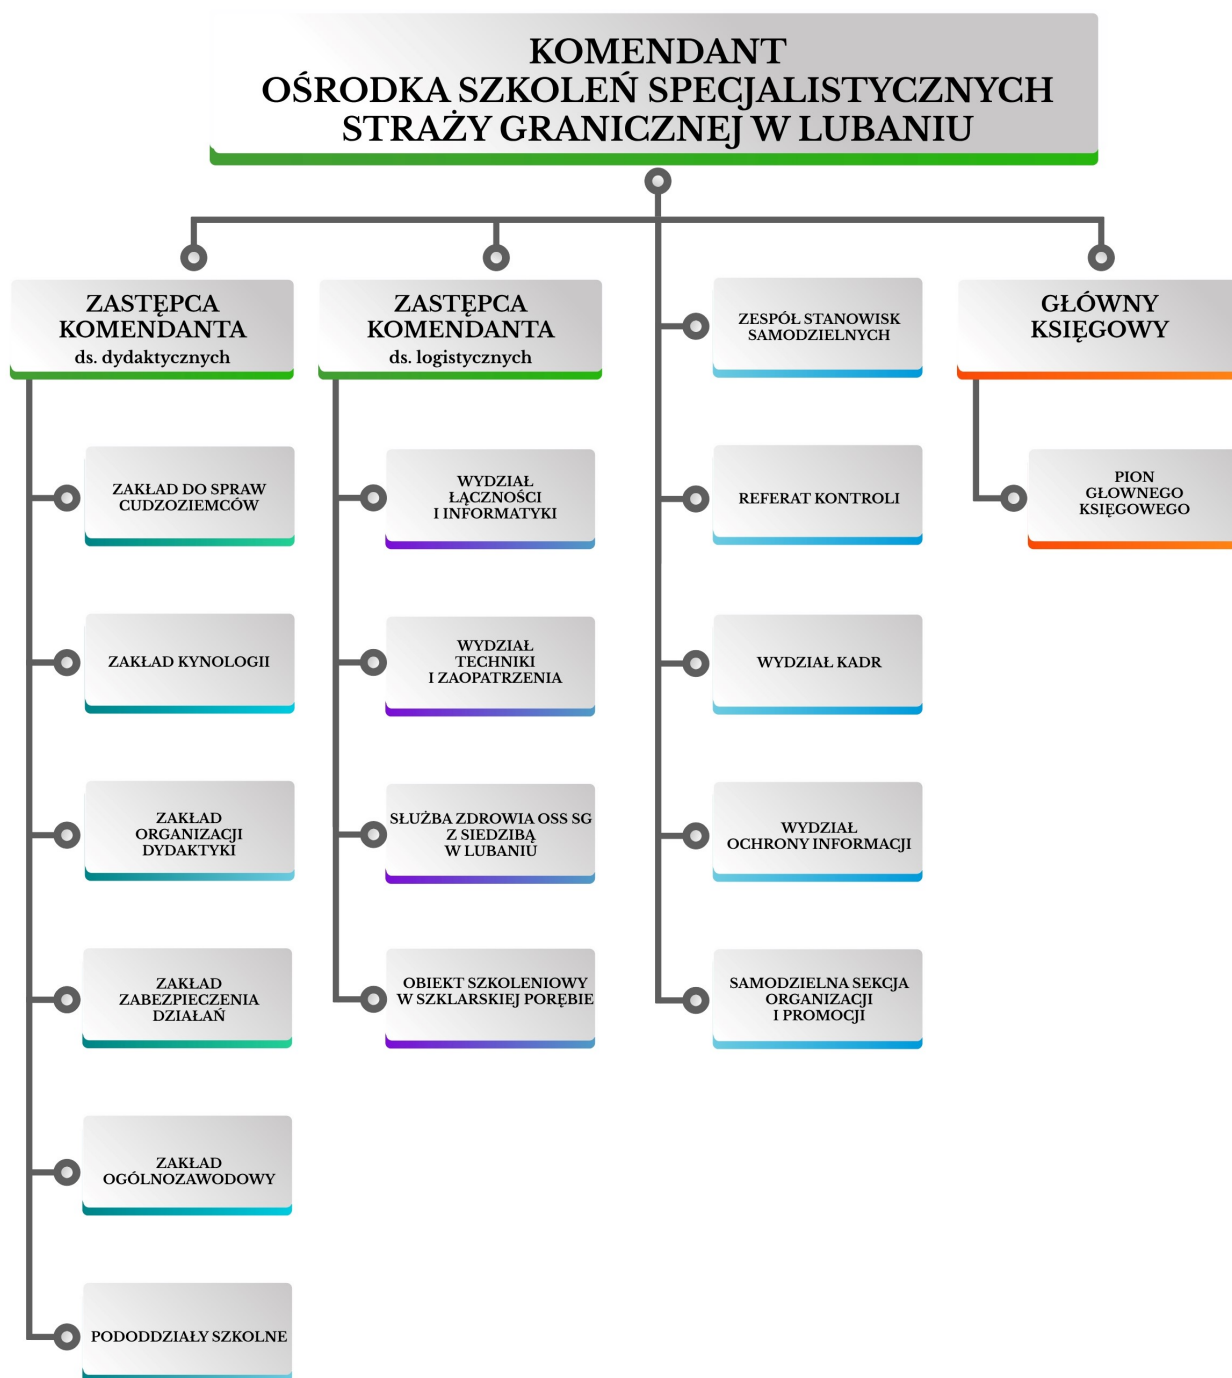 KOMENDANT
OŚRODKA SZKOLEŃ SPECJALISTYCZNYCH
STRAŻY GRANICZNEJ W LUBANIU
ZASTĘPCA
KOMENDANTA
ds. dydaktycznych
ZAKŁAD DO SPRAW
CUDZOZIEMCÓW
ZAKŁAD KYNOLOGII
ZAKŁAD
ORGANIZACJI
DYDAKTYKI
ZAKŁAD
ZABEZPIECZENIA
DZIAŁAŃ
ZAKŁAD
OGÓLNOZAWODOWY
PODODDZIAŁY SZKOLNE
ZASTĘPCA
KOMENDANTA
ds. logistycznych
WYDZIAŁ
ŁĄCZNOŚCI
I INFORMATYKI
WYDZIAŁ
TECHNIKI
I ZAOPATRZENIA
SŁUŻBA ZDROWIA OSS SG
Z SIEDZIBĄ
W LUBANIU
OBIEKT SZKOLENIOWY
W SZKLARSKIEJ PORĘBIE
ZESPÓŁ STANOWISK
SAMODZIELNYCH
REFERAT KONTROLI
WYDZIAŁ KADR
WYDZIAŁ
OCHRONY INFORMACJI
SAMODZIELNA SEKCJA
ORGANIZACJI
I PROMOCJI
GŁÓWNY
KSIĘGOWY
PION
GŁOWNEGO
KSIĘGOWEGO